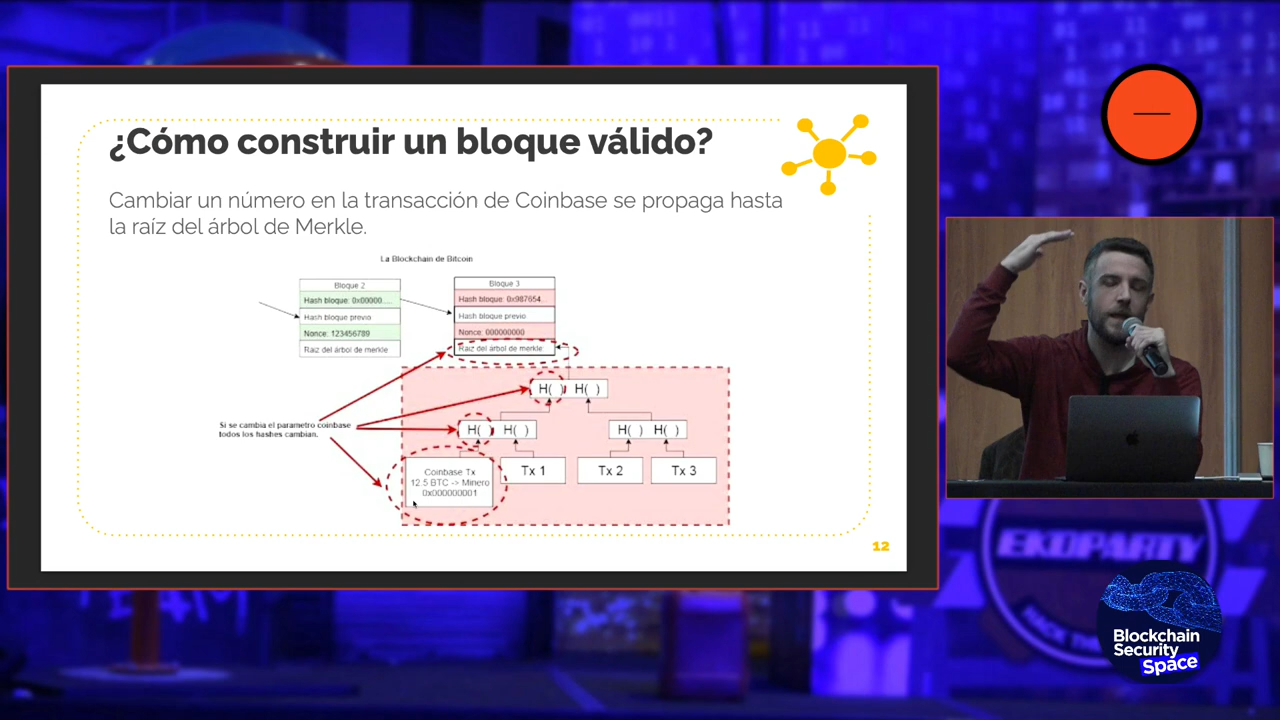 ¿Cómo construir un bloque válido?
Cambiar un número en la transacción de Coinbase se propaga hasta
la raíz del árbol de Merkle.
La Blockchain de Bitcoin
Bloque 2
Hash bloque: 0x00000.....
Hash bloque previo
Nonce: 123456789
Raiz del árbol de merkle
Bloque 3
Hash bloque: 0x987654...
Hash bloque previo
Nonce: 000000000
Raiz del árbol de merkle
H( ) H( )
H( ) H( )
H( ) H( )
Si se cambia el parametro coinbase
todos los hashes cambian.
Coinbase Tx
12.5 BTC -> Minero
0x000000001
Tx 1
Tx 2
Tx 3
12
EKOPARTY
Blockchain
Security
Space